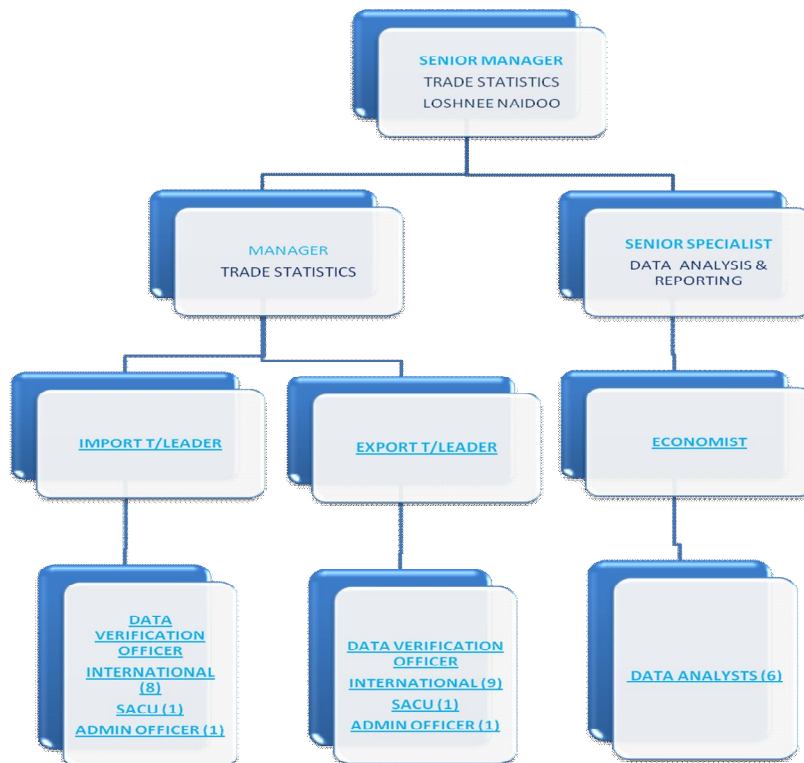 SENIOR MANAGER
TRADE STATISTICS
LOSHNEE NAIDOO
MANAGER
TRADE STATISTICS
SENIOR SPECIALIST
DATA ANALYSIS &
REPORTING
IMPORT T/LEADER
EXPORT T/LEADER
ECONOMIST
DATA
VERIFICATION
OFFICER
INTERNATIONAL
(8)
SACU (1)
ADMIN OFFICER (1)
DATA VERIFICATION
OFFICER
INTERNATIONAL (9)
SACU (1)
ADMIN OFFICER (1)
DATA ANALYSTS (6)